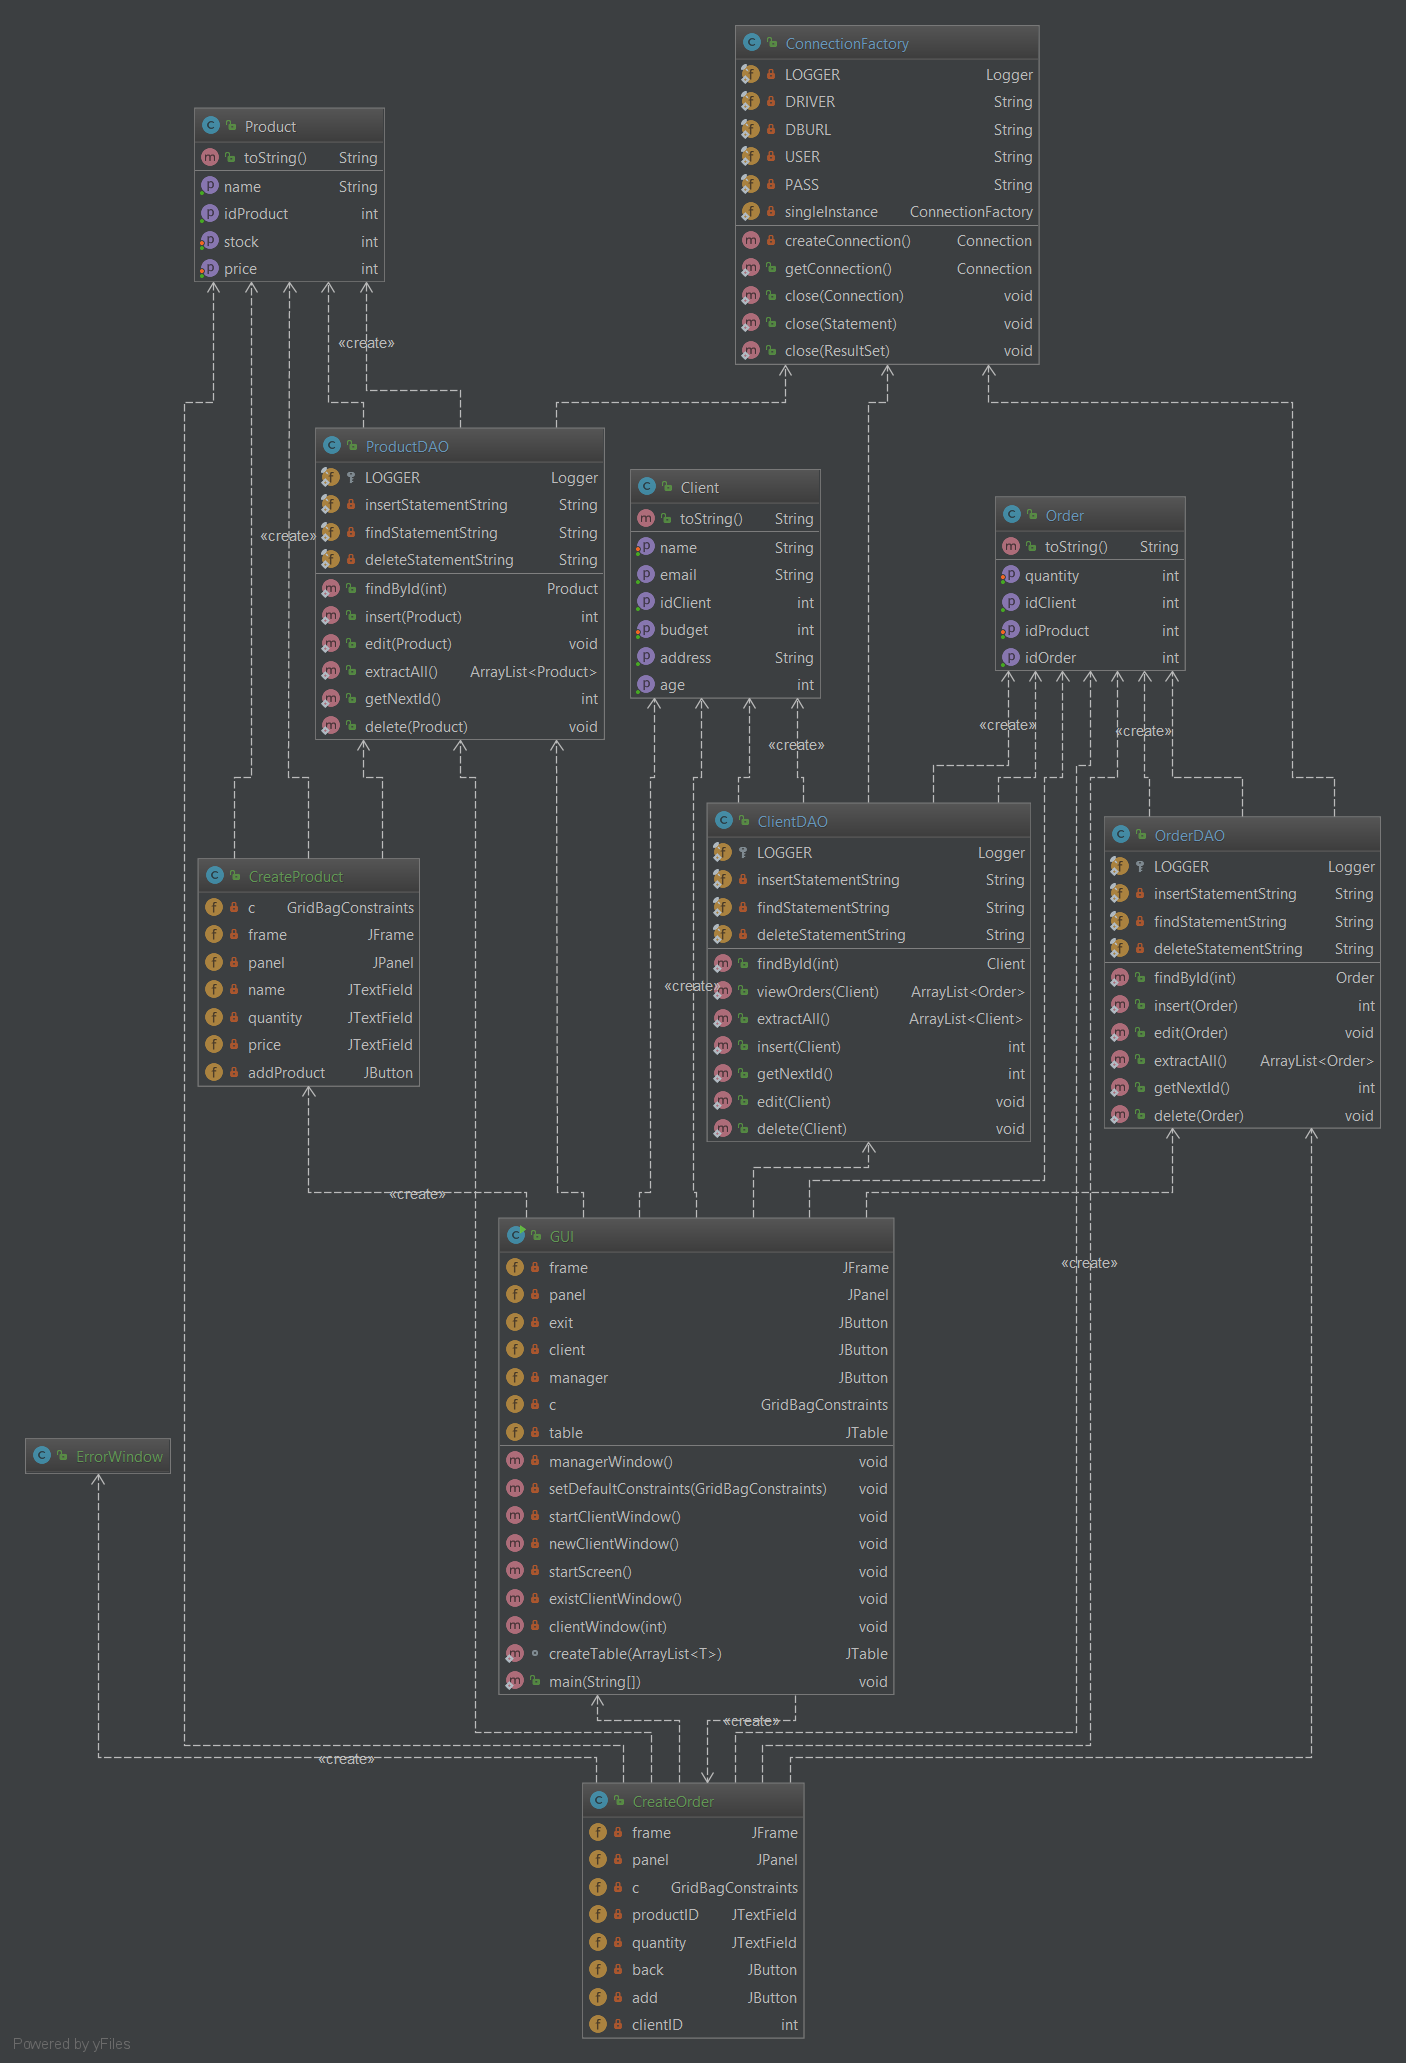 ConnectionFactory
LOGGER Logger
DRIVER String
DBURL String
USER String
PASS String
singleInstance ConnectionFactory
createConnection() Connection
getConnection() Connection
close(Connection) void
close(Statement) void
close(ResultSet) void
Product
toString() String
name String
idProduct int
stock int
price int
«create»
ProductDAO
LOGGER Logger
insertStatementString String
findStatementString String
deleteStatementString String
findById(int) Product
insert(Product) int
edit(Product) void
extractAll() ArrayList<Product>
getNextId() int
delete(Product) void
«create»
Client
toString() String
name String
email String
idClient int
budget int
address String
age int
«create»
Order
toString() String
quantity int
idClient int
idProduct int
idOrder int
«create»
«create»
CreateProduct
c GridBagConstraints
frame JFrame
panel JPanel
name JTextField
quantity JTextField
price JTextField
addProduct JButton
ClientDAO
LOGGER Logger
insertStatementString String
findStatementString String
deleteStatementString String
findById(int) Client
viewOrders(Client) ArrayList<Order>
extractAll() ArrayList<Client>
insert(Client) int
getNextId() int
edit(Client) void
delete(Client) void
«create»
OrderDAO
LOGGER Logger
insertStatementString String
findStatementString String
deleteStatementString String
findById(int) Order
insert(Order) int
edit(Order) void
extractAll() ArrayList<Order>
getNextId() int
delete(Order) void
«create»
«create»
GUI
frame JFrame
panel JPanel
exit JButton
client JButton
manager JButton
c GridBagConstraints
table JTable
managerWindow() void
setDefaultConstraints(GridBagConstraints) void
startClientWindow() void
newClientWindow() void
startScreen() void
existClientWindow() void
clientWindow(int) void
createTable(ArrayList<T>) JTable
main(String[]) void
ErrorWindow
«create»
«create»
CreateOrder
frame JFrame
panel JPanel
c GridBagConstraints
productID JTextField
quantity JTextField
back JButton
add JButton
clientID int
Powered by yFiles